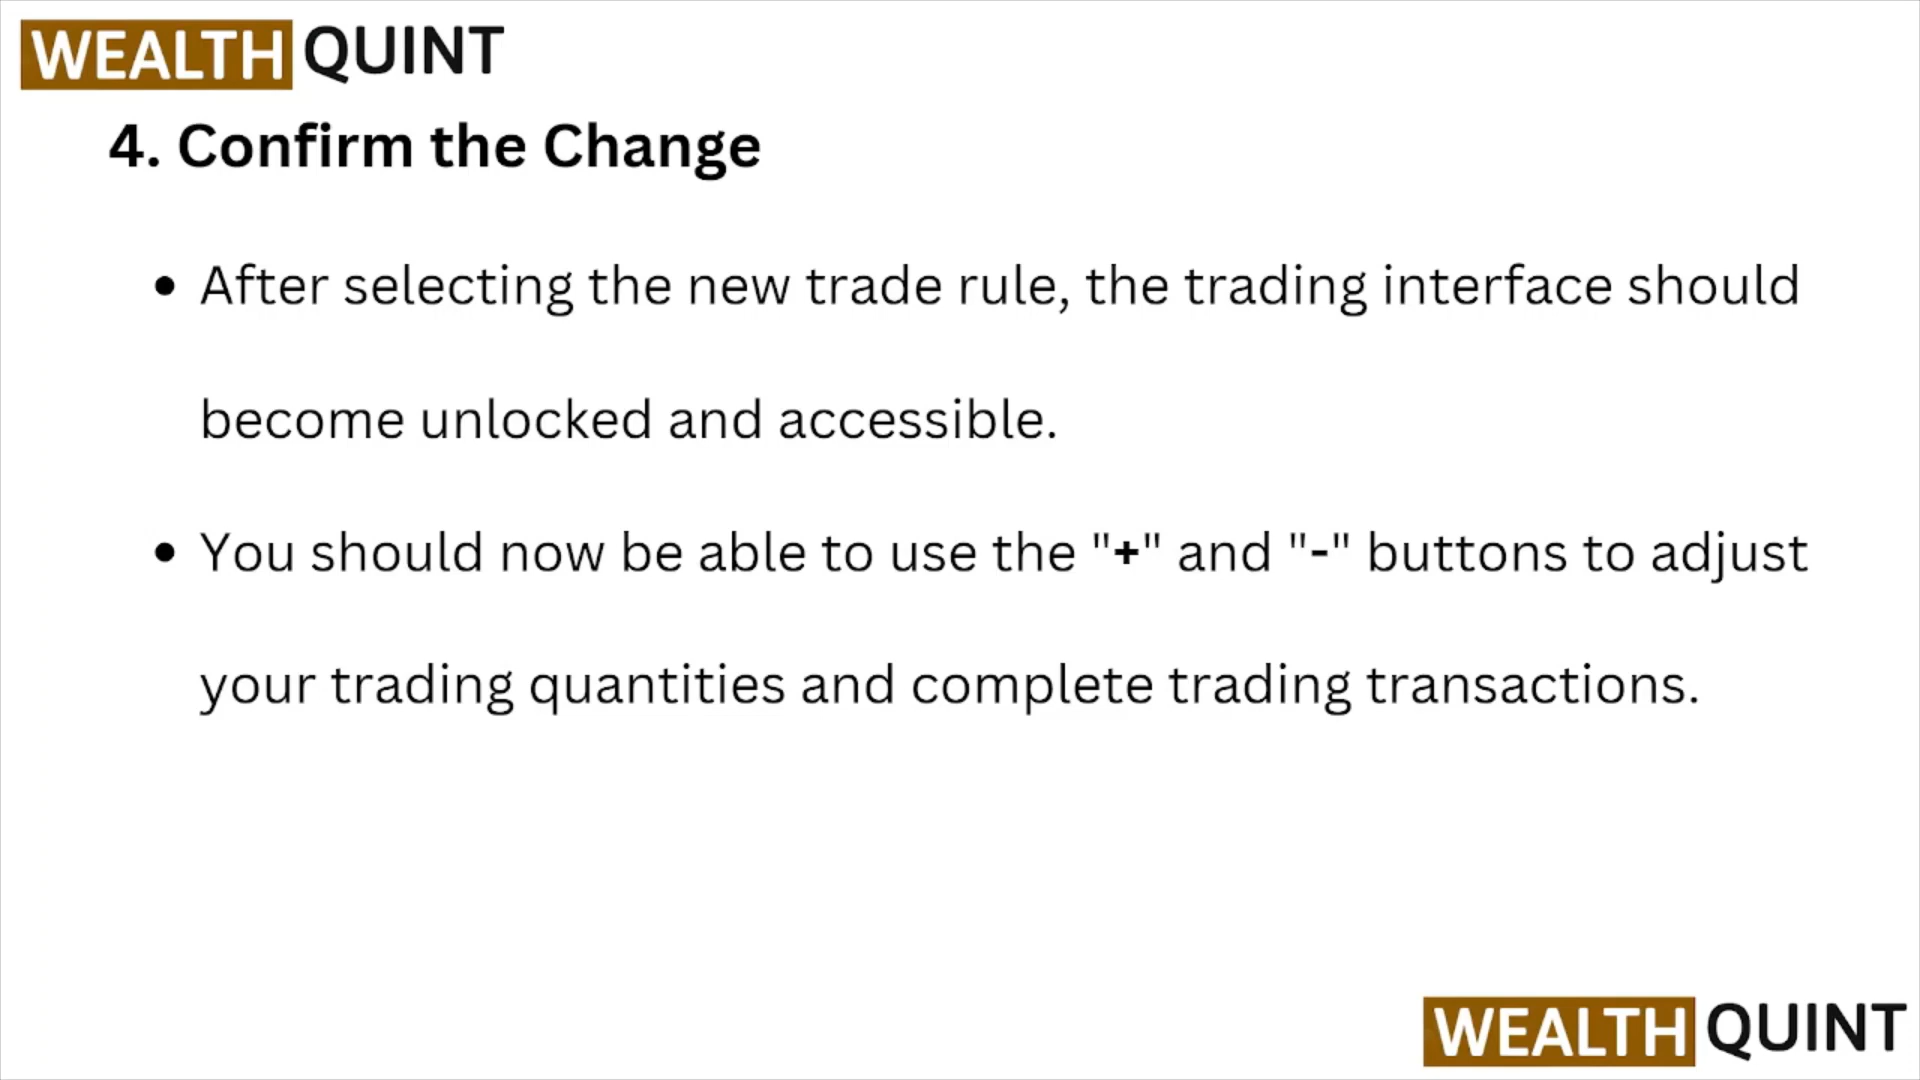 WEALTH QUINT
4. Confirm the Change
• After selecting the new trade rule, the trading interface should
become unlocked and accessible.
• You should now be able to use the "+" and "-" buttons to adjust
your trading quantities and complete trading transactions.
WEALTH QUINT